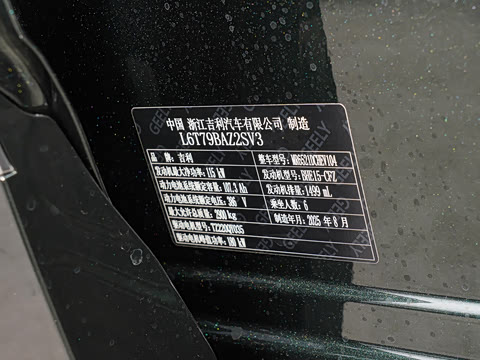 中国 浙江吉利汽车有限公司 制造
L6T79BAZ2SV3
品 牌: 吉利 整车型号: MR6521DCHEV104
发动机最大净功率: 115 kW 发动机型号: BHE15-CFZ
动力电池系统额定容量: 107.3 Ah 发动机排量: 1499 mL
动力电池系统额定电压: 386 V 乘坐人数: 6
最大允许总质量: 2900 kg 制造年月: 2025 年 8 月
驱动电机型号: TZ220XY035
驱动电机峰值功率: 100 kW